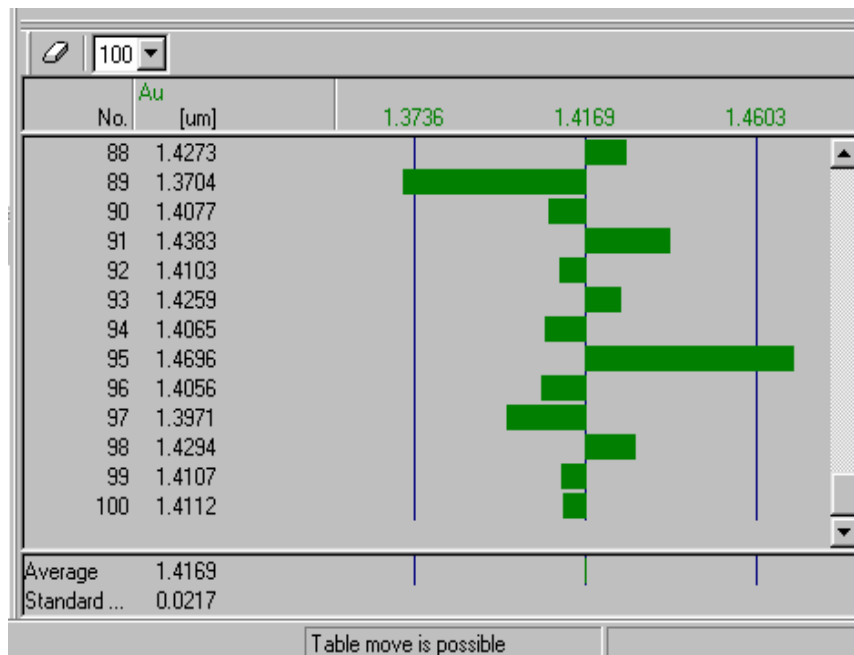 100
Au
No. [um] 1.3736 1.4169 1.4603
88 1.4273
89 1.3704
90 1.4077
91 1.4383
92 1.4103
93 1.4259
94 1.4065
95 1.4696
96 1.4056
97 1.3971
98 1.4294
99 1.4107
100 1.4112
Average 1.4169
Standard ... 0.0217
Table move is possible